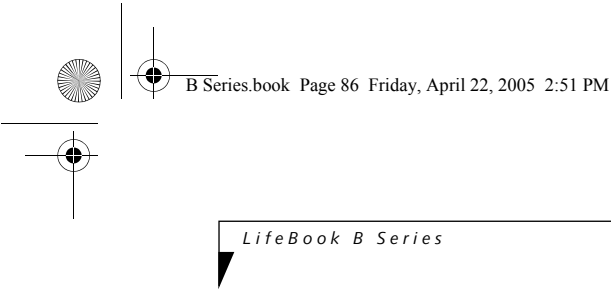 B Series.book  Page 86  Friday, April 22, 2005  2:51 PM
LifeBook B Series